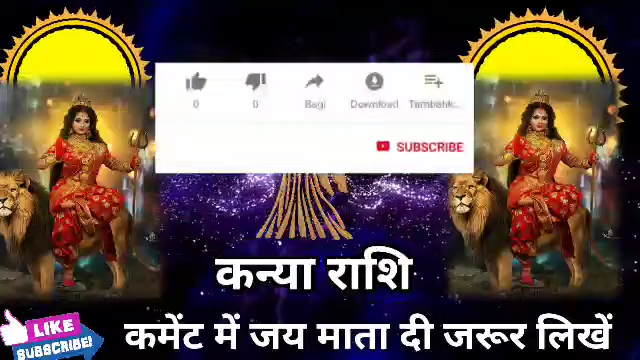 0 0 Bagi Download Tambahk...
SUBSCRIBE
कन्या राशि
LIKE
SUBSCRIBE!
कमेंट में जय माता दी जरूर लिखें